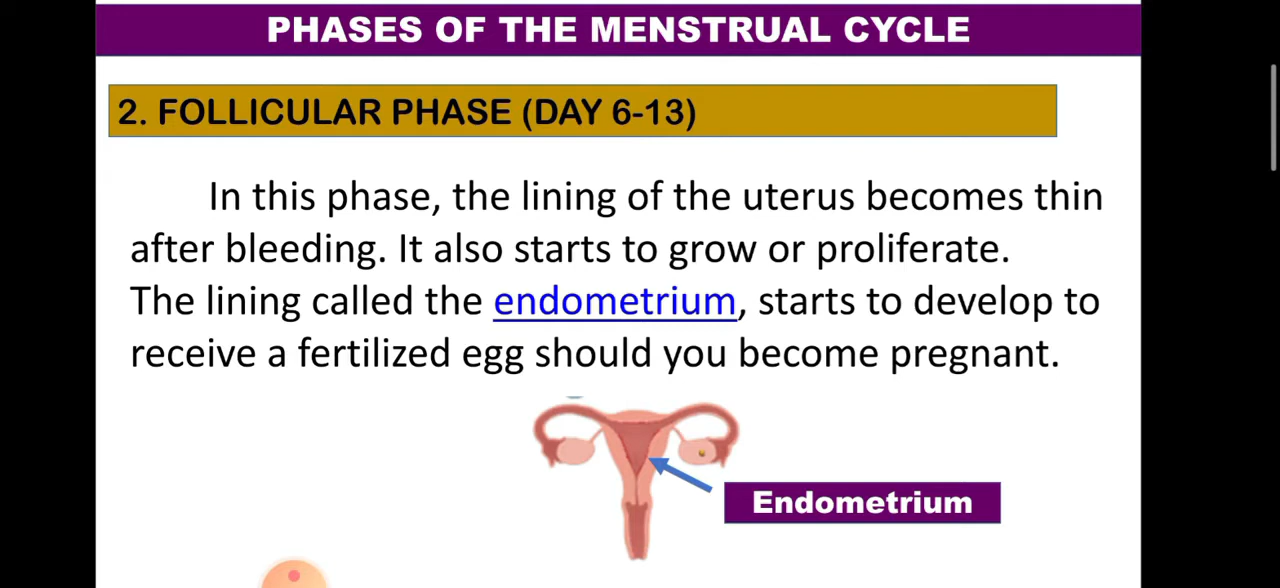 PHASES OF THE MENSTRUAL CYCLE
2. FOLLICULAR PHASE (DAY 6-13)
In this phase, the lining of the uterus becomes thin
after bleeding. It also starts to grow or proliferate.
The lining called the endometrium, starts to develop to
receive a fertilized egg should you become pregnant.
Endometrium